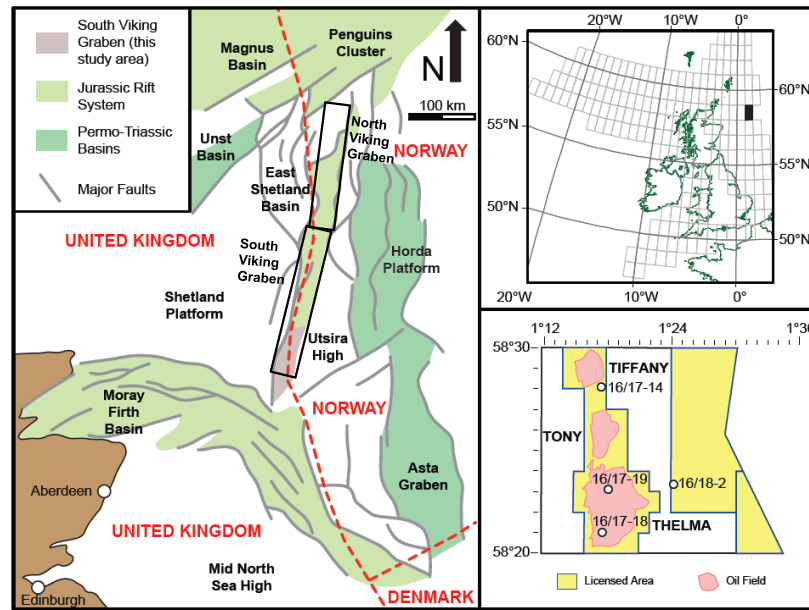 South Viking
Graben (this
study area)
Jurassic Rift
System
Permo-Triassic
Basins
Major Faults
Magnus
Basin
Penguins
Cluster
N
100 km
Unst
Basin
North Viking
Graben
NORWAY
East
Shetland
Basin
UNITED KINGDOM
South
Viking
Graben
Horda
Platform
Shetland
Platform
Utsira
High
Moray
Firth
Basin
NORWAY
Aberdeen
Asta
Graben
UNITED KINGDOM
Mid North
Sea High
DENMARK
Edinburgh
20°W
10°W
0°
60°N
60°N
55°N
55°N
50°N
50°N
20°W
10°W
0°
1°12
1°24
1°30
58°30
TIFFANY
16/17-14
TONY
16/17-19
16/18-2
16/17-18
THELMA
58°20
Licensed Area
Oil Field